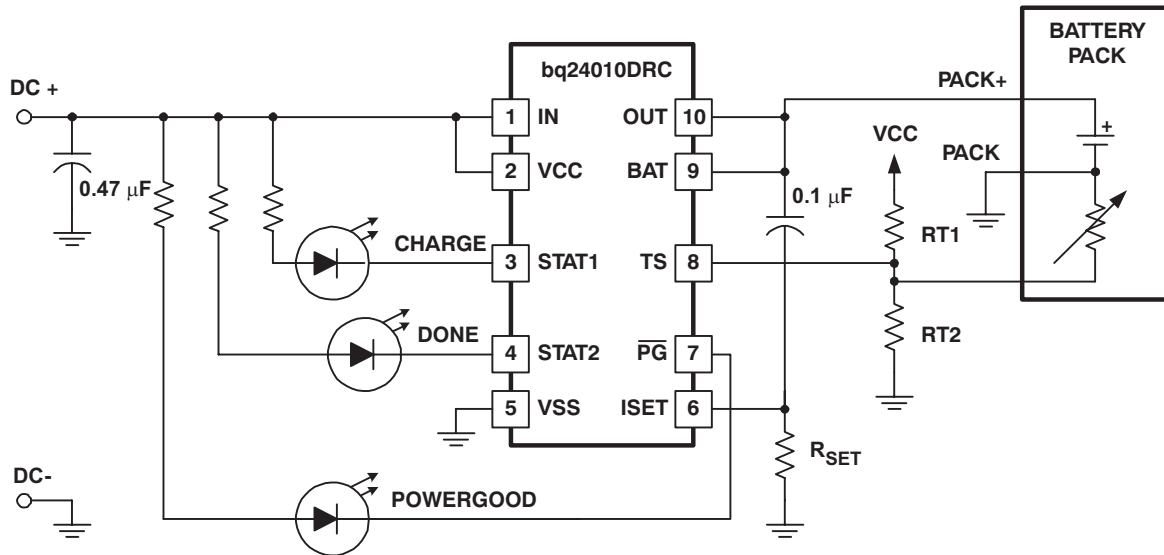 BATTERY
PACK
bq24010DRC
DC +
PACK+
1 IN
OUT 10
VCC
PACK
2 VCC
BAT 9
0.47 μF
0.1 μF
CHARGE
RT1
3 STAT1
TS 8
+
DONE
RT2
4 STAT2
PG 7
5 VSS
ISET 6
RSET
DC-
POWERGOOD